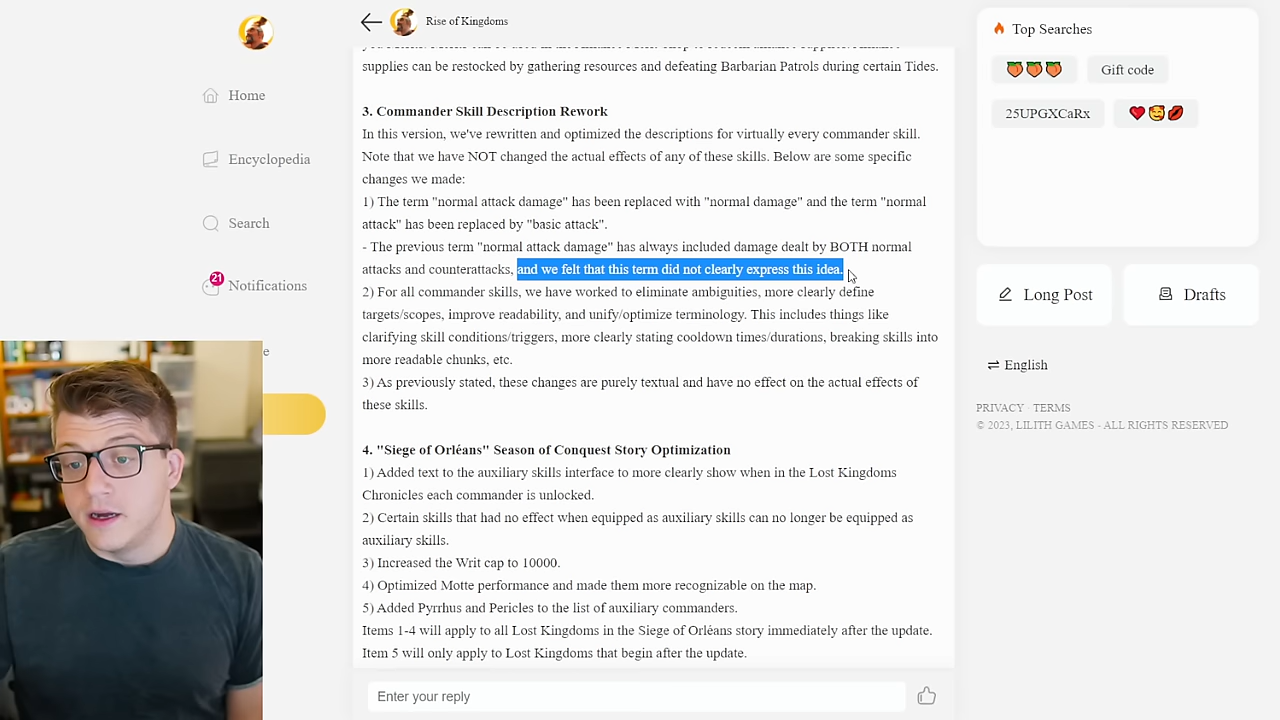 Home
Encyclopedia
Search
21
Notifications
e
Rise of Kingdoms
supplies can be restocked by gathering resources and defeating Barbarian Patrols during certain Tides.
3. Commander Skill Description Rework
In this version, we've rewritten and optimized the descriptions for virtually every commander skill.
Note that we have NOT changed the actual effects of any of these skills. Below are some specific
changes we made:
1) The term "normal attack damage" has been replaced with "normal damage" and the term "normal
attack" has been replaced by "basic attack".
- The previous term "normal attack damage" has always included damage dealt by BOTH normal
attacks and counterattacks, and we felt that this term did not clearly express this idea.
2) For all commander skills, we have worked to eliminate ambiguities, more clearly define
targets/scopes, improve readability, and unify/optimize terminology. This includes things like
clarifying skill conditions/triggers, more clearly stating cooldown times/durations, breaking skills into
more readable chunks, etc.
3) As previously stated, these changes are purely textual and have no effect on the actual effects of
these skills.
4. "Siege of Orléans" Season of Conquest Story Optimization
1) Added text to the auxiliary skills interface to more clearly show when in the Lost Kingdoms
Chronicles each commander is unlocked.
2) Certain skills that had no effect when equipped as auxiliary skills can no longer be equipped as
auxiliary skills.
3) Increased the Writ cap to 10000.
4) Optimized Motte performance and made them more recognizable on the map.
5) Added Pyrrhus and Pericles to the list of auxiliary commanders.
Items 1-4 will apply to all Lost Kingdoms in the Siege of Orléans story immediately after the update.
Item 5 will only apply to Lost Kingdoms that begin after the update.
Enter your reply
Top Searches
🍑🍑🍑
Gift code
25UPGXCaRx
❤️🥰💋
Long Post
Drafts
English
PRIVACY · TERMS
© 2023, LILITH GAMES - ALL RIGHTS RESERVED